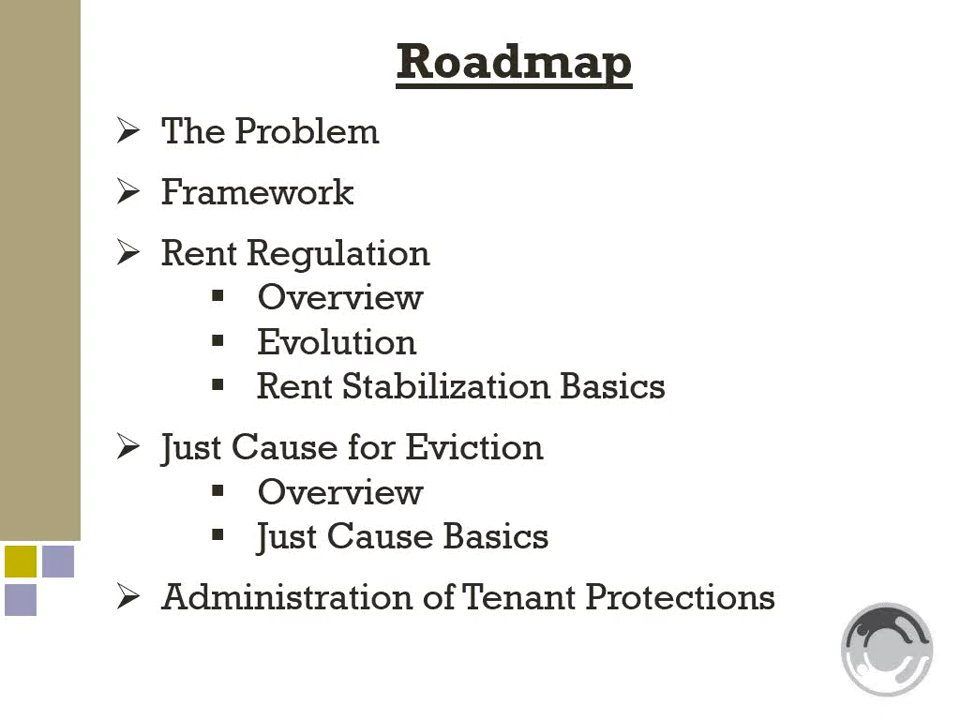 Roadmap
The Problem
Framework
Rent Regulation
Overview
Evolution
Rent Stabilization Basics
Just Cause for Eviction
Overview
Just Cause Basics
Administration of Tenant Protections